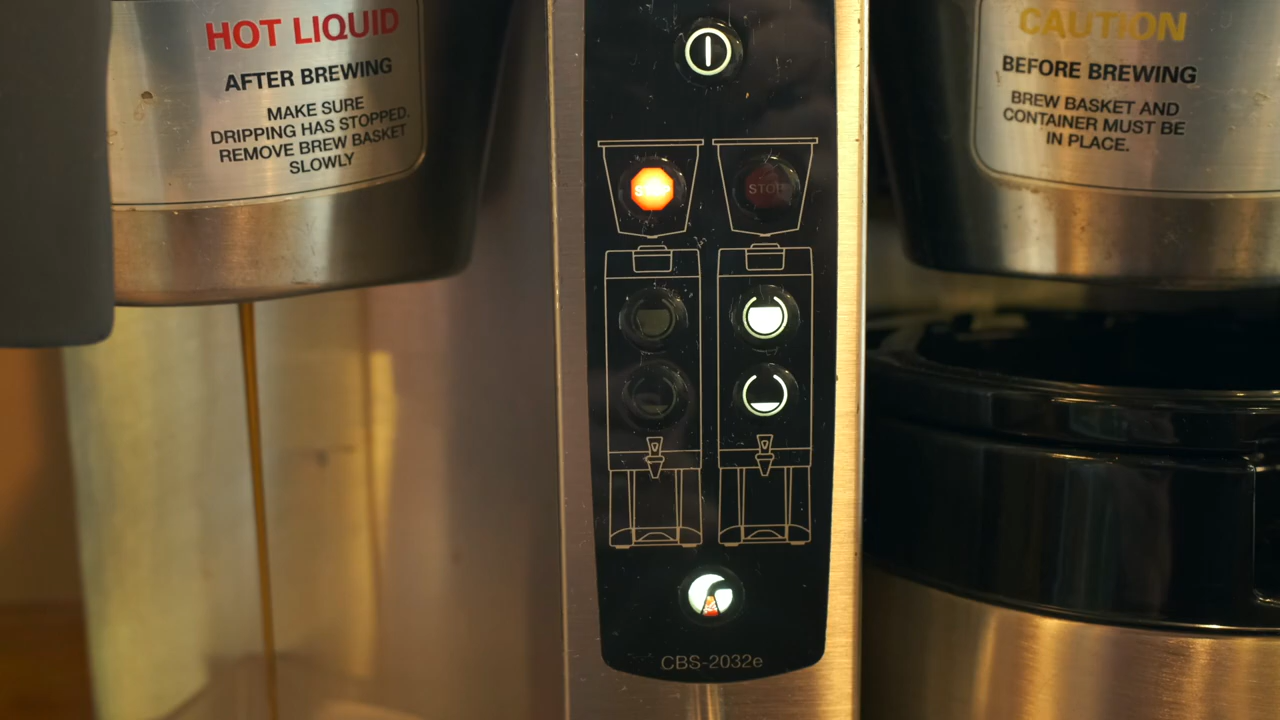 HOT LIQUID
AFTER BREWING
MAKE SURE
DRIPPING HAS STOPPED.
REMOVE BREW BASKET
SLOWLY
STOP
STOP
CBS-2032e
CAUTION
BEFORE BREWING
BREW BASKET AND
CONTAINER MUST BE
IN PLACE.